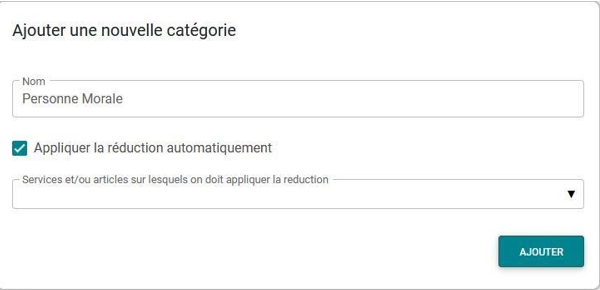 Ajouter une nouvelle catégorie
Nom
Personne Morale
Appliquer la réduction automatiquement
Services et/ou articles sur lesquels on doit appliquer la reduction
AJOUTER